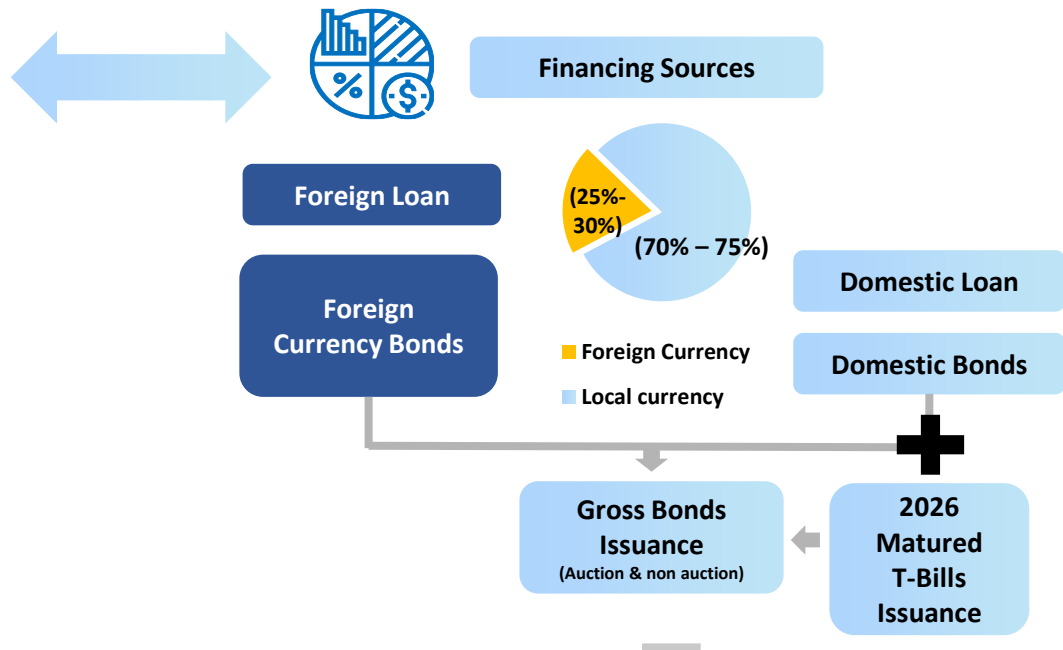 Financing Sources
Foreign Loan
(25%-
30%)
(70% – 75%)
Foreign
Currency Bonds
Domestic Loan
Domestic Bonds
Foreign Currency
Local currency
Gross Bonds
Issuance
(Auction & non auction)
2026
Matured
T-Bills
Issuance